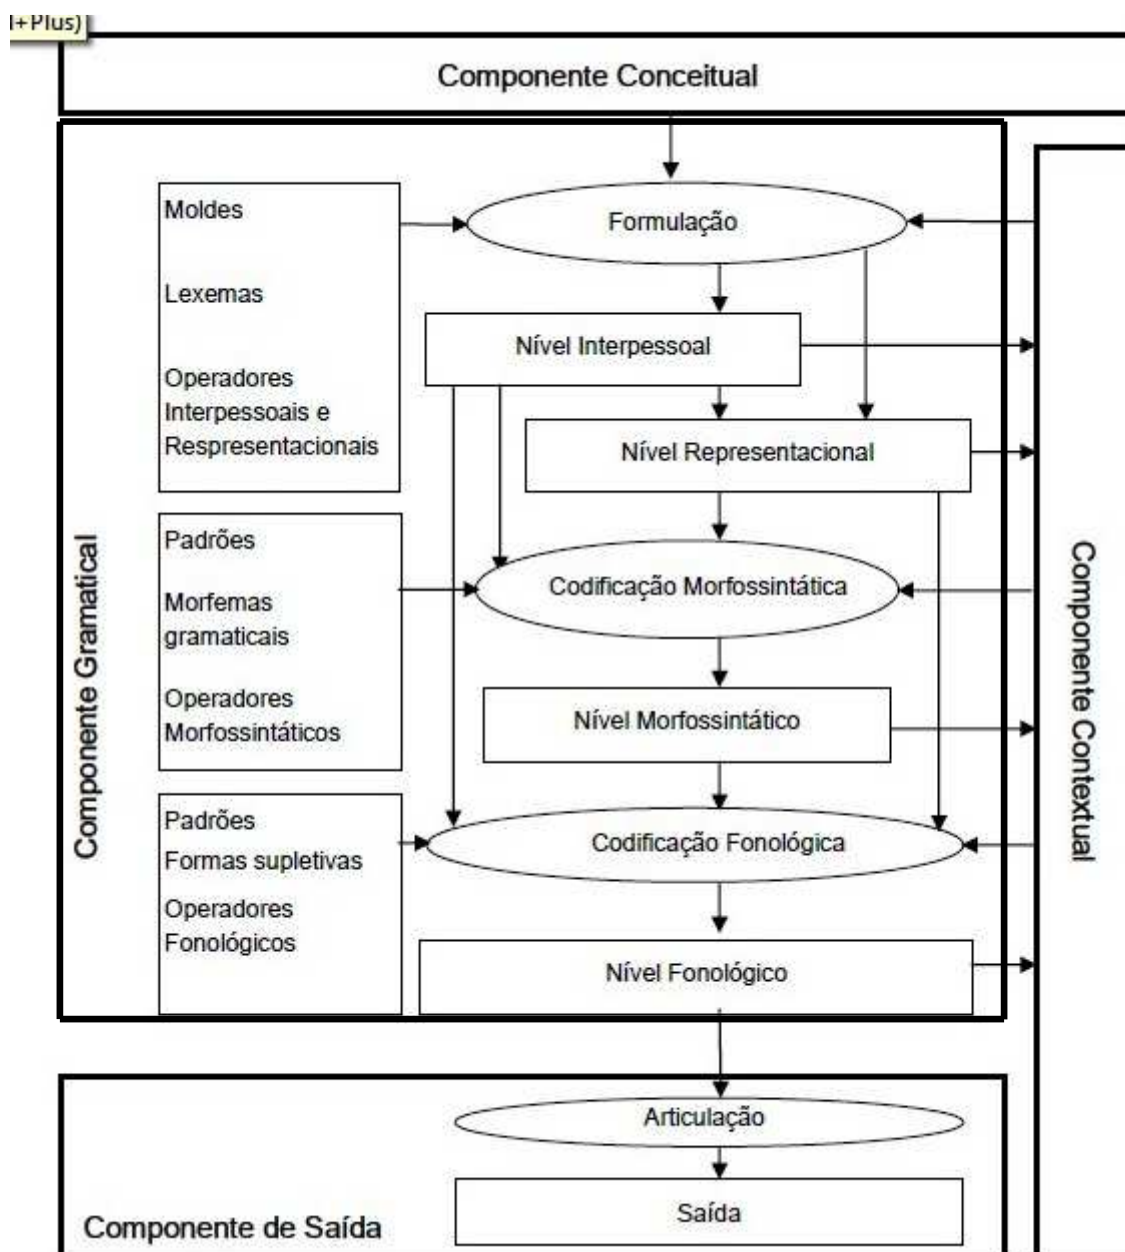 l+Plus)
Componente Conceitual
Moldes
Lexemas
Operadores
Interpessoais e
Respresentacionais
Formulação
Nível Interpessoal
Nível Representacional
Padrões
Morfemas
gramaticais
Operadores
Morfossintáticos
Codificação Morfossintática
Nível Morfossintático
Padrões
Formas supletivas
Operadores
Fonológicos
Codificação Fonológica
Nível Fonológico
Componente Gramatical
Componente Contextual
Articulação
Saída
Componente de Saída